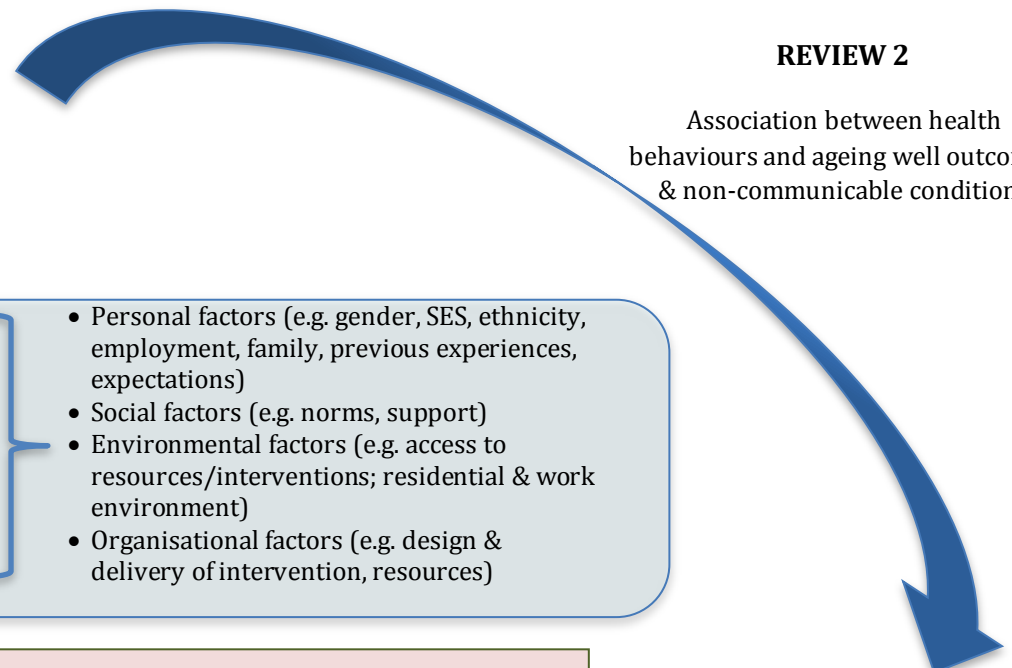 REVIEW 2
Association between health
behaviours and ageing well
& non-communicable
• Personal factors (e.g. gender, SES, ethnicity,
employment, family, previous experiences,
expectations)
• Social factors (e.g. norms, support)
• Environmental factors (e.g. access to
resources/interventions; residential & work
environment)
• Organisational factors (e.g. design &
delivery of intervention, resources)